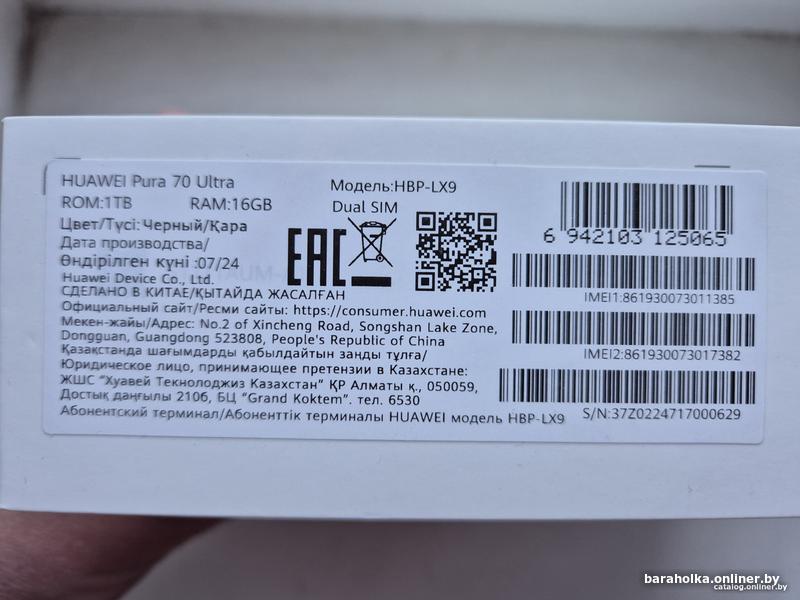 HUAWEI Pura 70 Ultra
ROM:1TB RAM:16GB
Цвет/Түсі: Черный/Қара
Дата производства/
Өндірілген күні :07/24
Huawei Device Co., Ltd.
СДЕЛАНО В КИТАЕ/ҚЫТАЙДА ЖАСАЛҒАН
Официальный сайт/Ресми сайты: https://consumer.huawei.com
Мекен-жайы/Адрес: No.2 of Xincheng Road, Songshan Lake Zone,
Dongguan, Guangdong 523808, People's Republic of China
Қазақстанда шағымдарды қабылдайтын заңды тұлға/
Юридическое лицо, принимающее претензии в Казахстане:
ЖШС "Хуавей Текнолоджиз Казахстан" ҚР Алматы қ., 050059,
Достық даңғылы 210б, БЦ "Grand Koktem". тел. 6530
Абонентский терминал/Абоненттік терминалы HUAWEI модель HBP-LX9
Модель:HBP-LX9
Dual SIM
EAC
6 942103 125065
IMEI1:861930073011385
IMEI2:861930073017382
S/N:37Z0224717000629
baraholka.onliner.by
catalog.onliner.by